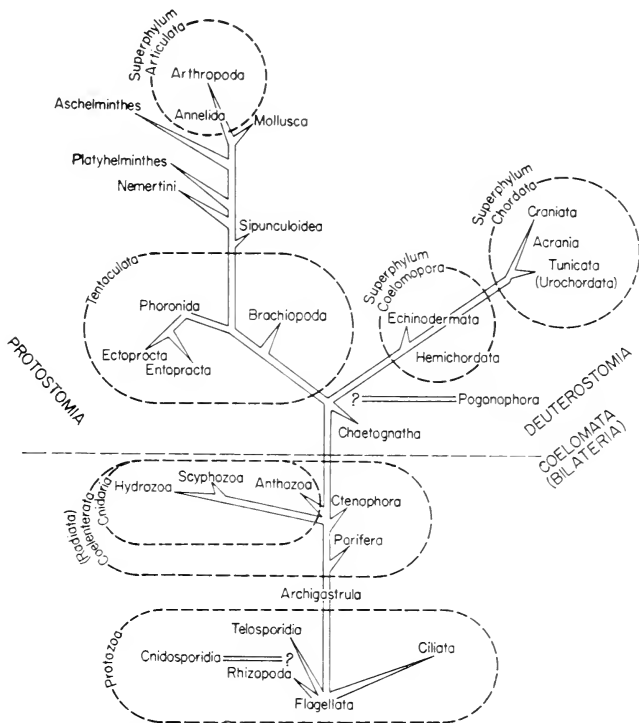 Superphylum
Articulata
Arthropoda
Annelida
Mollusca
Aschelminthes
Platyhelminthes
Nemertini
Sipunculoidea
Superphylum
Chordata
Craniata
Acrania
Tunicata
(Urochordata)
Tentaculata
Phoronida
Brachiopoda
Ectoprocta
Entopracta
Superphylum
Coelomopora
Echinodermata
Hemichordata
PROTOSTOMIA
DEUTEROSTOMIA
? Pogonophora
Chaetognatha
COELOMATA
(BILATERIA)
Cnidaria
Coelenterata
(Radiata)
Scyphozoa
Anthozoa
Hydrozoa
Ctenophora
Porifera
Archigastrula
Protozoa
Telosporidia
Ciliata
Cnidosporidia ?
Rhizopoda
Flagellata